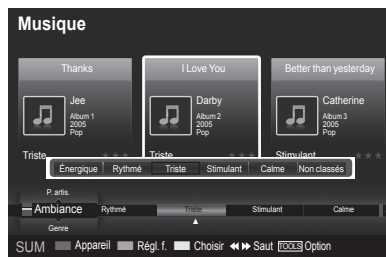 Musique
Thanks I Love You Better than yesterday
Jee Darby Catherine
Album 1 Album 2 Album 3
2005 2005 2005
Pop Pop Pop
Triste Triste Stimulant
Énergique Rythmé Triste Stimulant Calme Non classés
P. artis.
Ambiance Rythmé Triste Stimulant Calme
Genre
SUM Appareil Régl. f. Choisir Saut TOOLS Option